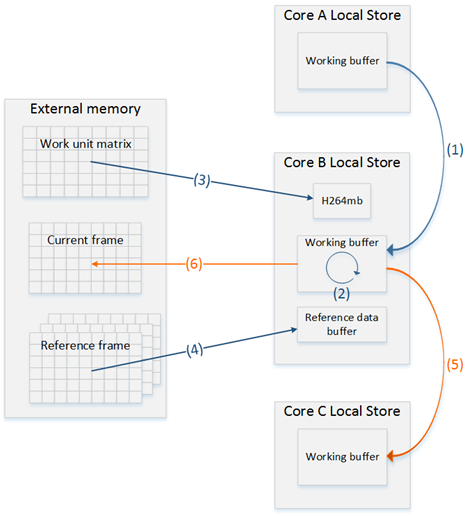 Core A Local Store
Working buffer
(1)
External memory
Work unit matrix
(3)
Core B Local Store
H264mb
Current frame
(6)
Working buffer
(2)
Reference frame
(4)
Reference data
buffer
(5)
Core C Local Store
Working buffer